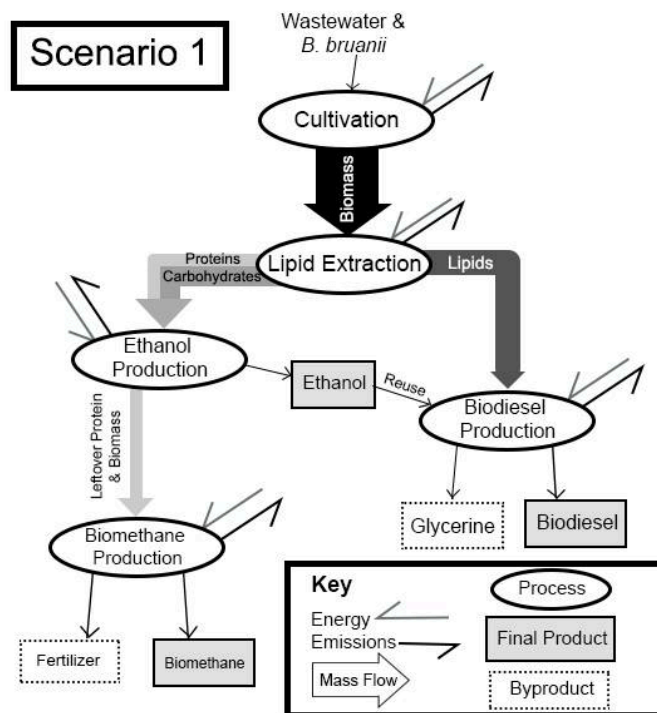 Scenario 1
Wastewater &
B. bruanii
Cultivation
Biomass
Lipid Extraction
Proteins
Carbohydrates
Lipids
Ethanol
Production
Ethanol
Reuse
Biodiesel
Production
Leftover Protein
& Biomass
Glycerine
Biodiesel
Biomethane
Production
Fertilizer
Biomethane
Key
Process
Energy
Emissions
Final Product
Mass Flow
Byproduct